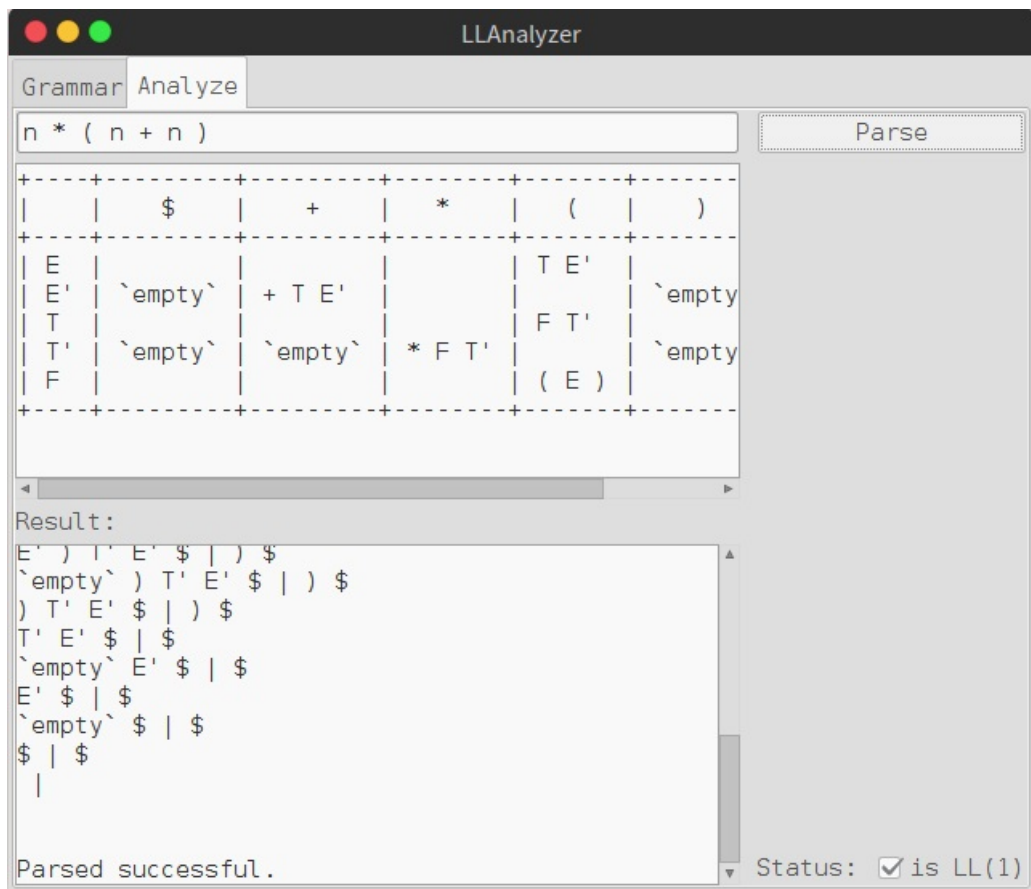 LLAnalyzer
Grammar Analyze
n * ( n + n )
Parse
+----+---------+---------+--------+-------+-------
|    |    $    |    +    |   *    |   (   |    )
+----+---------+---------+--------+-------+-------
| E  |         |         |        | T E'  |
| E' | `empty` | + T E'  |        |       | `empty
| T  |         |         |        | F T'  |
| T' | `empty` | `empty` | * F T' |       | `empty
| F  |         |         |        | ( E ) |
+----+---------+---------+--------+-------+-------
Result:
E' ) T' E' $ | ) $
`empty` ) T' E' $ | ) $
) T' E' $ | ) $
T' E' $ | $
`empty` E' $ | $
E' $ | $
`empty` $ | $
$ | $
 |
Parsed successful.
Status: is LL(1)